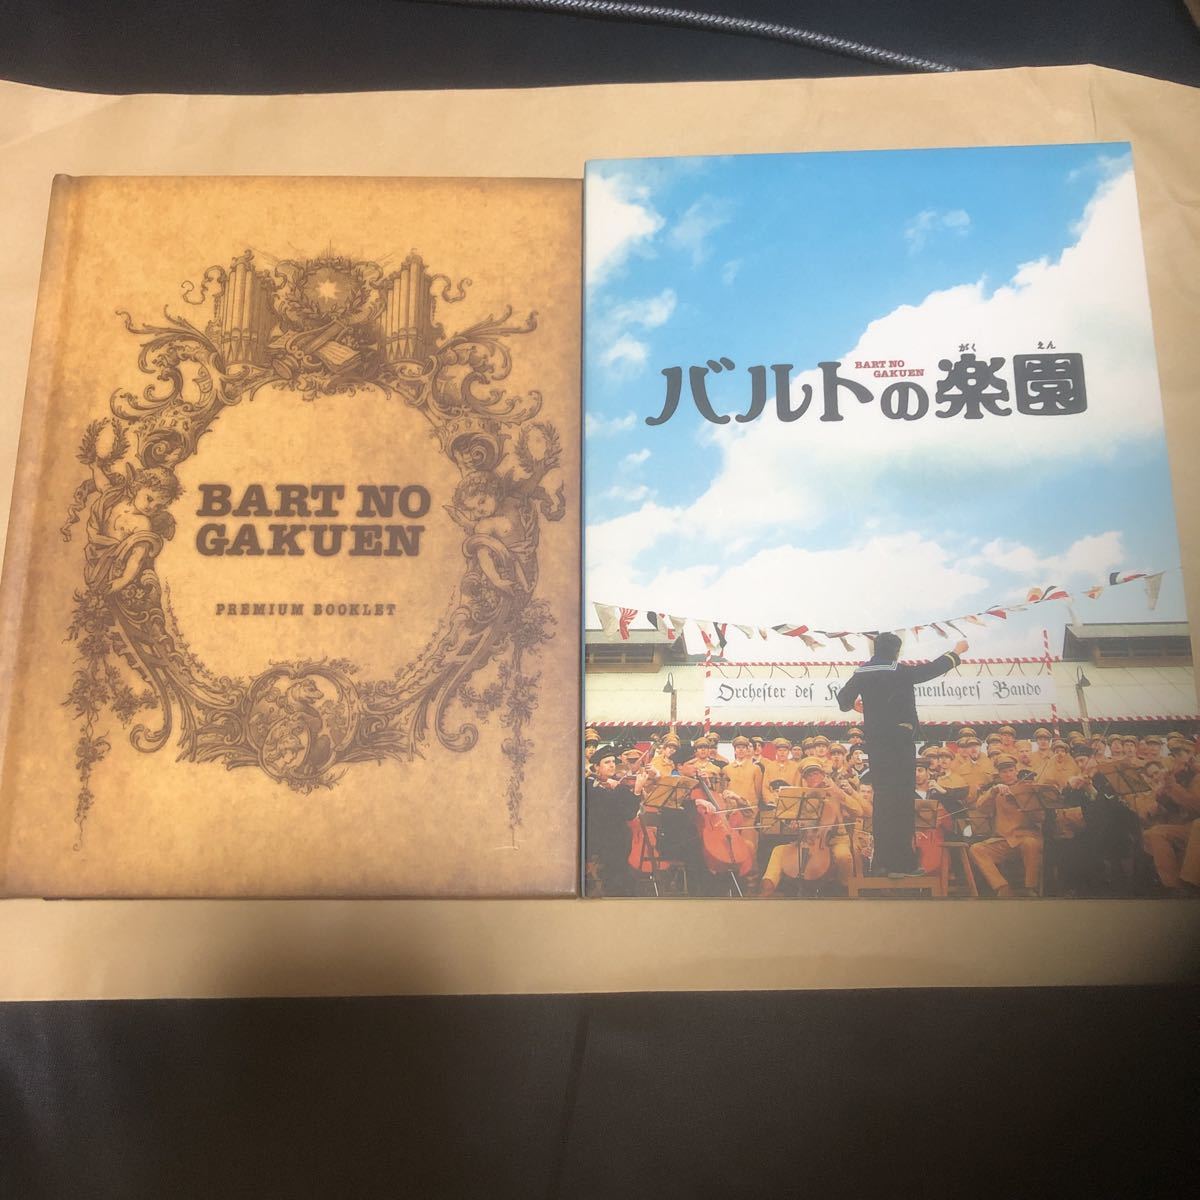 BART NO
GAKUEN
PREMIUM BOOKLET
バルトの楽園
がく えん
BART NO
GAKUEN
Orchester des K enenlagers Bando